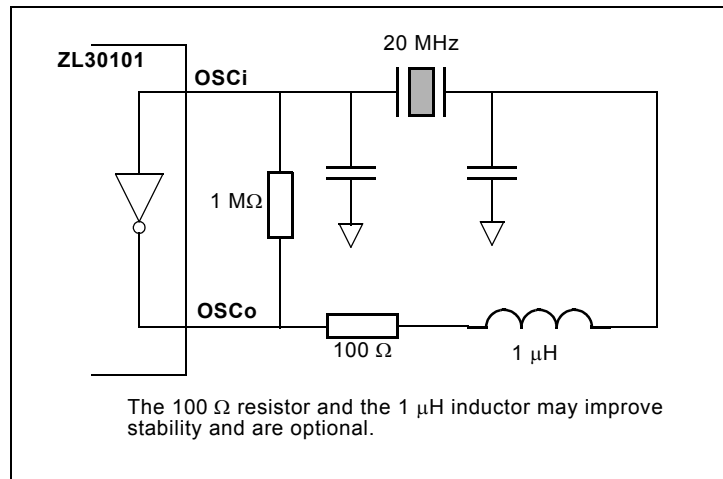 20 MHz
ZL30101
OSCi
1 MΩ
OSCo
100 Ω
1 μH
The 100 Ω resistor and the 1 μH inductor may improve
stability and are optional.